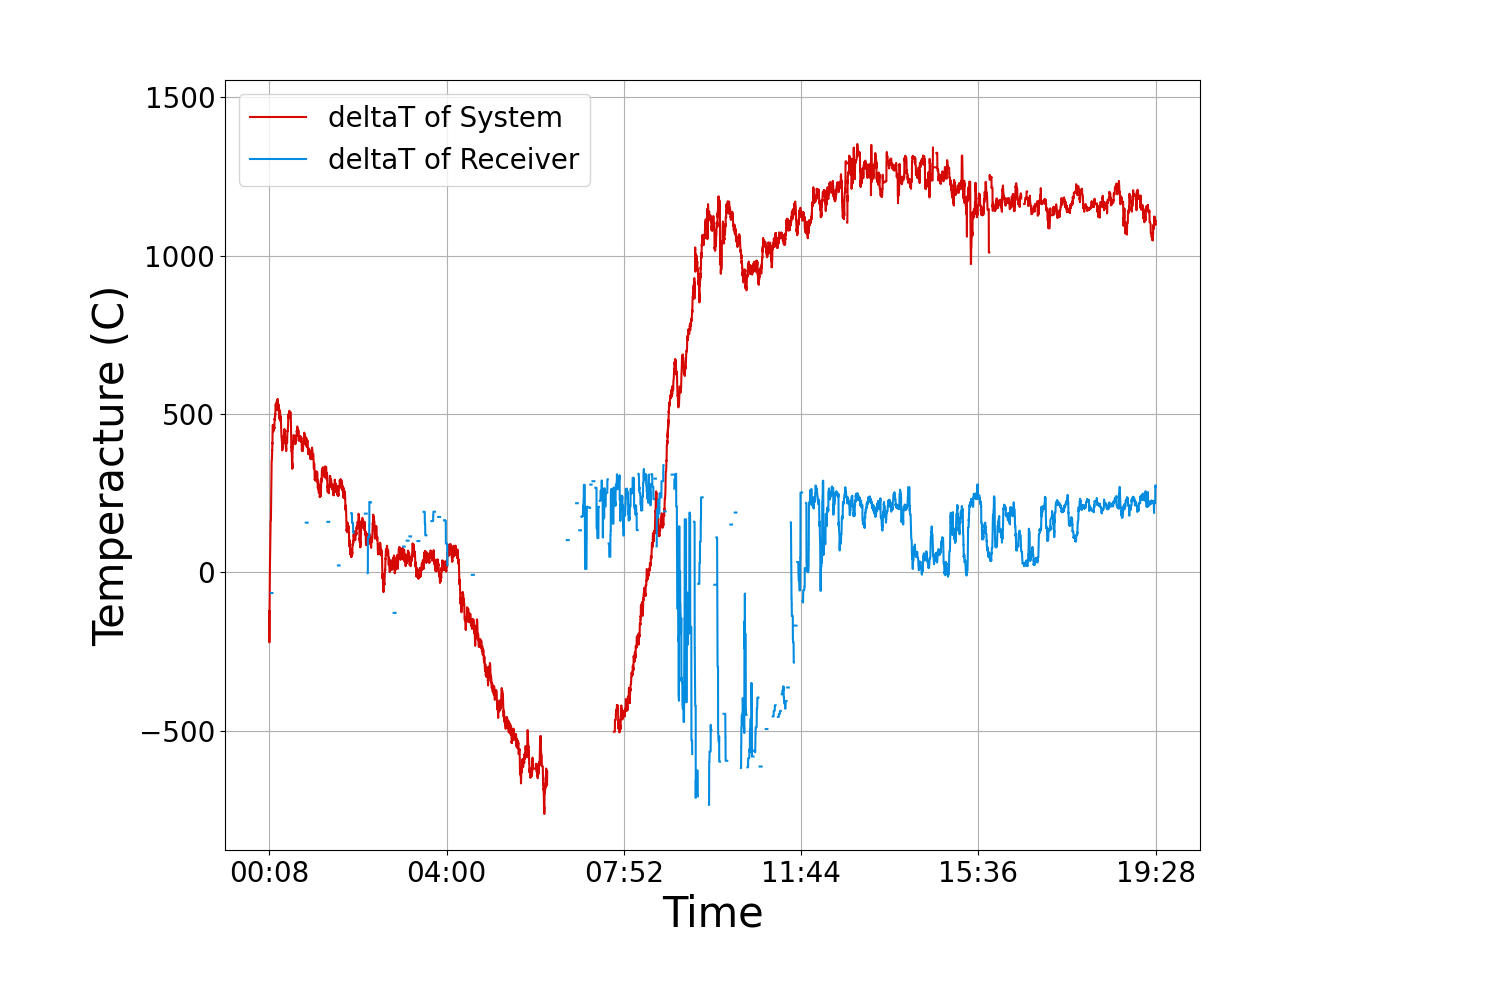 deltaT of System
deltaT of Receiver
1500
1000
500
0
−500
Temperacture (C)
00:08
04:00
07:52
11:44
15:36
19:28
Time